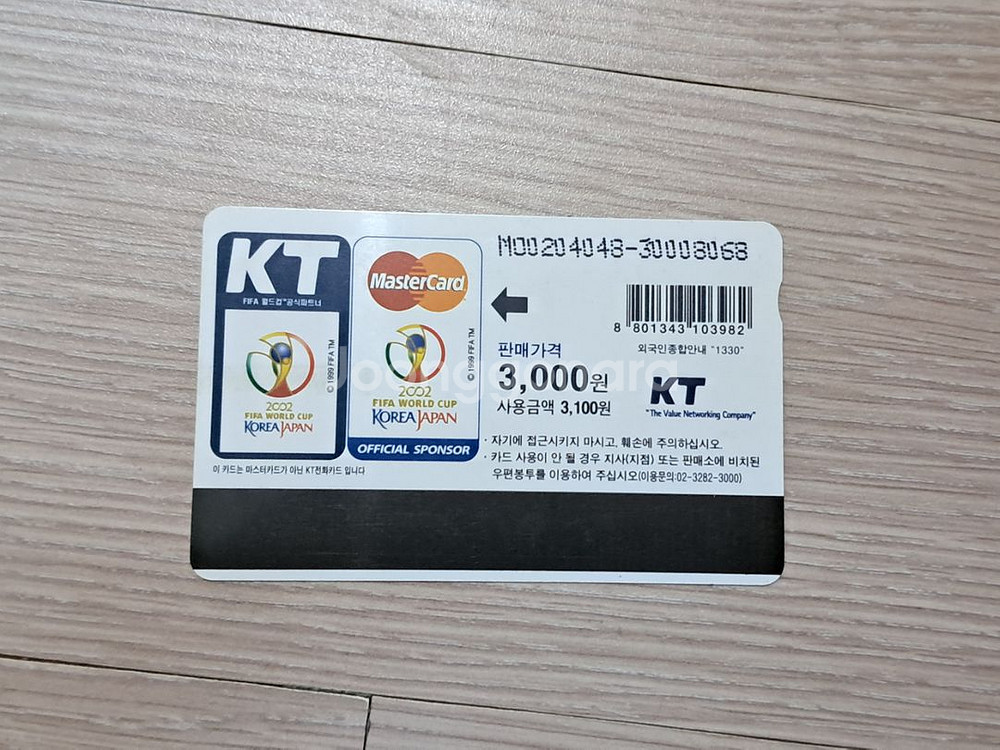 KT
FIFA 월드컵™공식파트너
© 1999 FIFA TM
2002
FIFA WORLD CUP
KOREA JAPAN
MasterCard
© 1999 FIFA TM
2002
FIFA WORLD CUP
KOREA JAPAN
OFFICIAL SPONSOR
이 카드는 마스터카드가 아닌 KT전화카드 입니다
M00204048-30008068
8 801343 103982
외국인종합안내 "1330"
판매가격
3,000원
사용금액 3,100원
KT
"The Value Networking Company"
· 자기에 접근시키지 마시고, 훼손에 주의하십시오.
· 카드 사용이 안 될 경우 지사(지점) 또는 판매소에 비치된
우편봉투를 이용하여 주십시오(이용문의:02-3282-3000)
Joonggonara